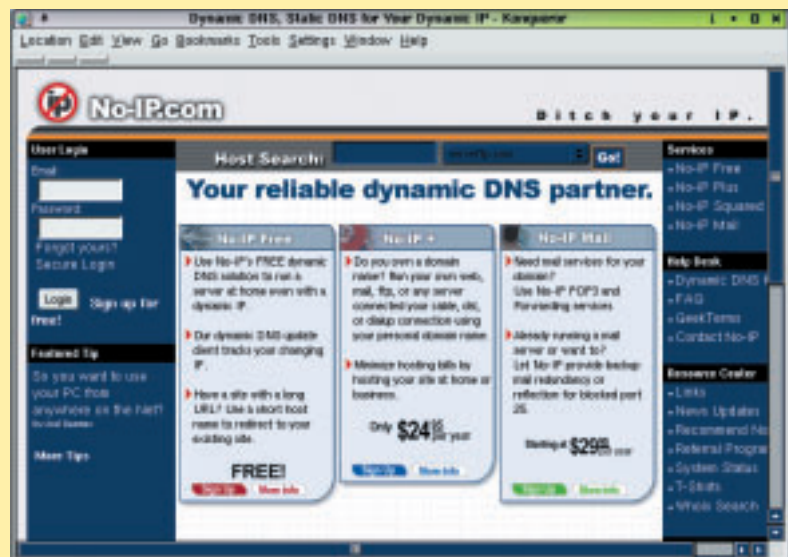 Dynamic DNS, Static DNS for Your Dynamic IP - Konqueror
Location Edit View Go Bookmarks Tools Settings Window Help
No-IP.com
Ditch your IP.
User Login
Email
Password
Forgot yours?
Secure Login
Login Sign up for
free!
Featured Tip
So you want to use
your PC from
anywhere on the Net?
More Tips
Host Search:
Go!
Your reliable dynamic DNS partner.
No-IP Free
Use No-IP's FREE dynamic
DNS solution to run a
server at home even with a
dynamic IP.
Our dynamic DNS update
client tracks your changing
IP.
Have a site with a long
URL? Use a short host
name to redirect to your
existing site.
FREE!
Sign Up More Info
No-IP +
Do you own a domain
name? Run your own web,
mail, ftp, or any server
connected your cable, dsl,
or dialup connection using
your personal domain name.
Minimize hosting bills by
hosting your site at home or
business.
Only $24.95 per year
Sign Up More Info
No-IP Mail
Need mail services for your
domain?
Use No-IP POP3 and
Forwarding services
Already running a mail
server or want to?
Let No-IP provide backup
mail redundancy or
reflection for blocked port
25.
Starting at $29.95 per year
Sign Up More Info
Services
No-IP Free
No-IP Plus
No-IP Squared
No-IP Mail
Help Desk
Dynamic DNS
FAQ
GeekTerms
Contact No-IP
Resource Center
Links
News Updates
Recommend No
Referral Progra
System Status
T-Shirts
Whois Search